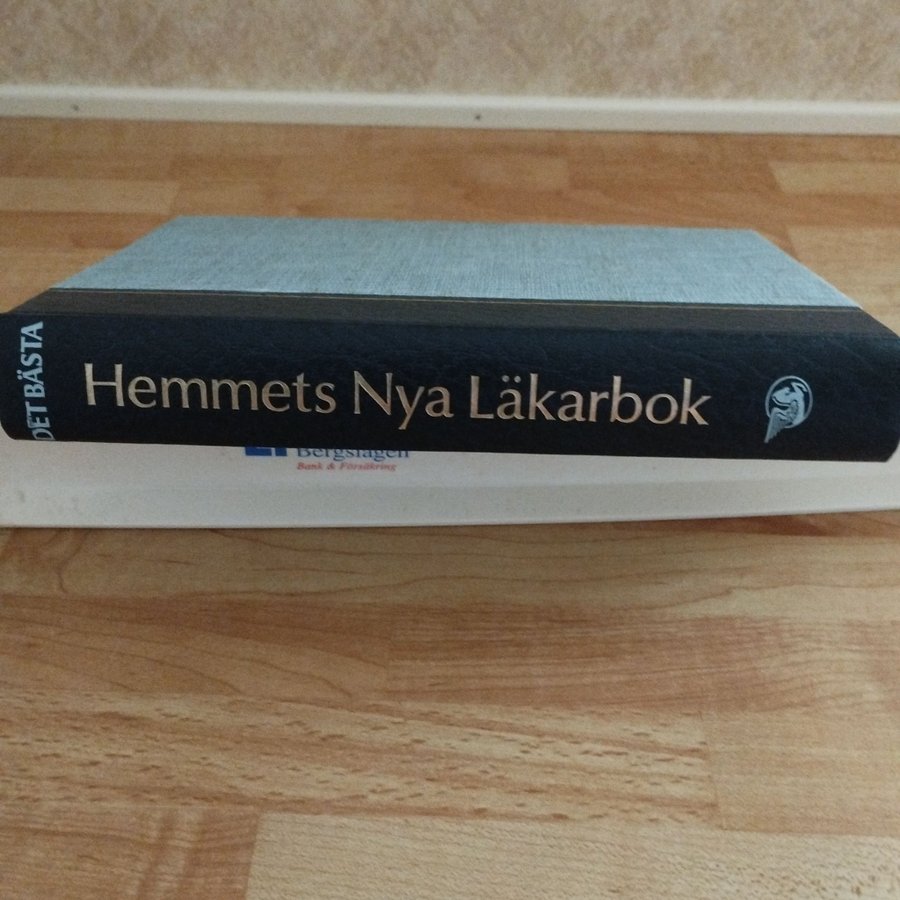 DET BÄSTA
Hemmets Nya Läkarbok
Bergslagen
Bank & Försäkring